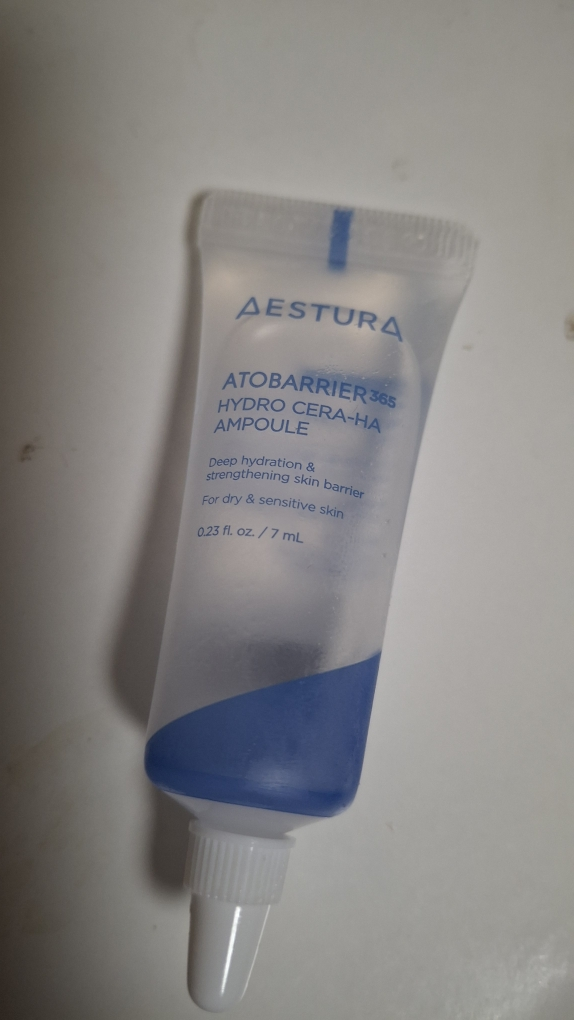 AESTURA
ATOBARRIER365
HYDRO CERA-HA
AMPOULE
Deep hydration &
strengthening skin barrier
For dry & sensitive skin
0.23 fl. oz. / 7 mL